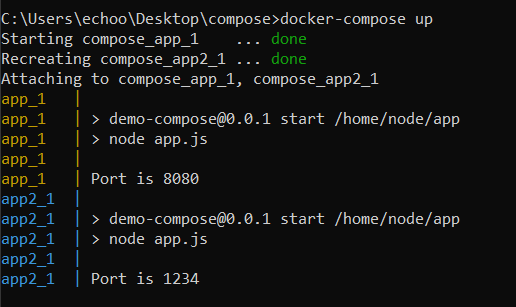 C:\Users\echoo\Desktop\compose>docker-compose up
Starting compose_app_1    ... done
Recreating compose_app2_1 ... done
Attaching to compose_app_1, compose_app2_1
app_1   |
app_1   | > demo-compose@0.0.1 start /home/node/app
app_1   | > node app.js
app_1   |
app_1   | Port is 8080
app2_1  |
app2_1  | > demo-compose@0.0.1 start /home/node/app
app2_1  | > node app.js
app2_1  |
app2_1  | Port is 1234